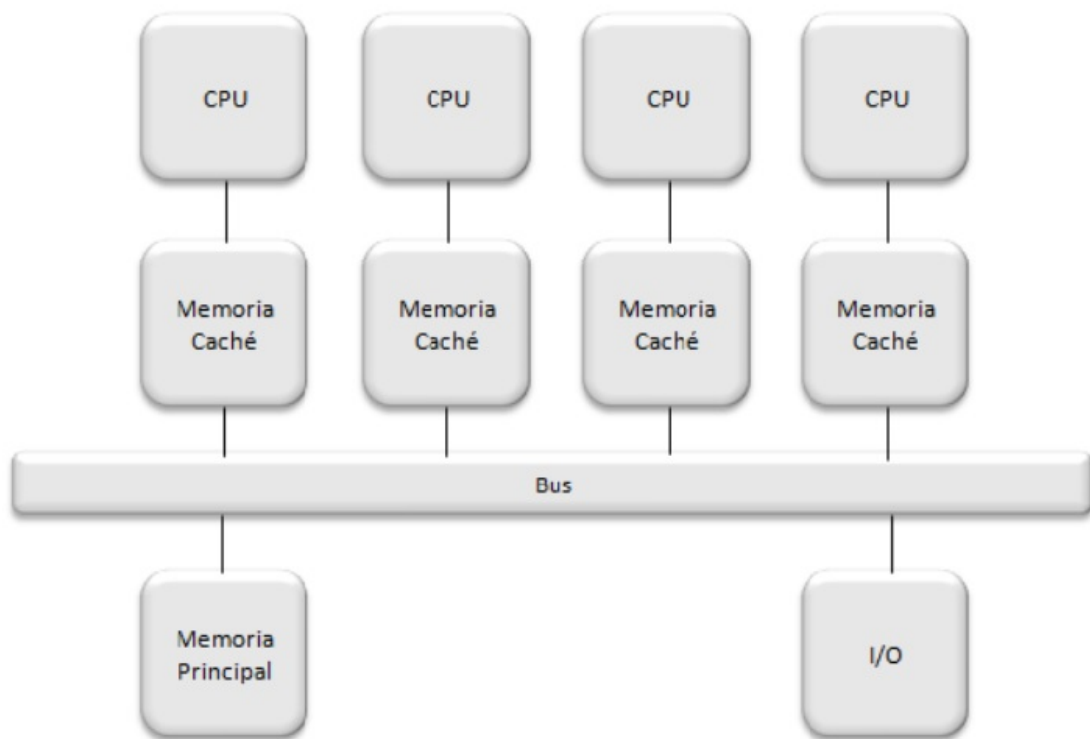 CPU
CPU
CPU
CPU
Memoria
Caché
Memoria
Caché
Memoria
Caché
Memoria
Caché
Bus
Memoria
Principal
I/O